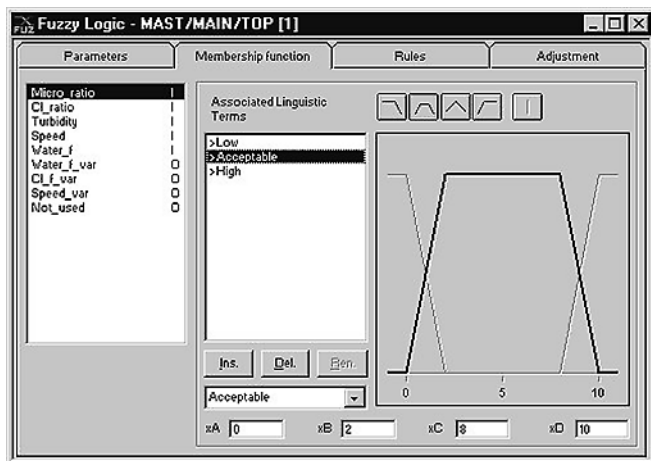 FUZ Fuzzy Logic - MAST/MAIN/TOP [1]
Parameters Membership function Rules Adjustment
Micro_ratio I
Cl_ratio I
Turbidity I
Speed I
Water_f I
Water_f_var O
Cl_f_var O
Speed_var O
Not_used O
Associated Linguistic
Terms
>Low
>Acceptable
>High
Ins. Del. Ren.
Acceptable
0 5 10
xA 0 xB 2 xC 8 xD 10